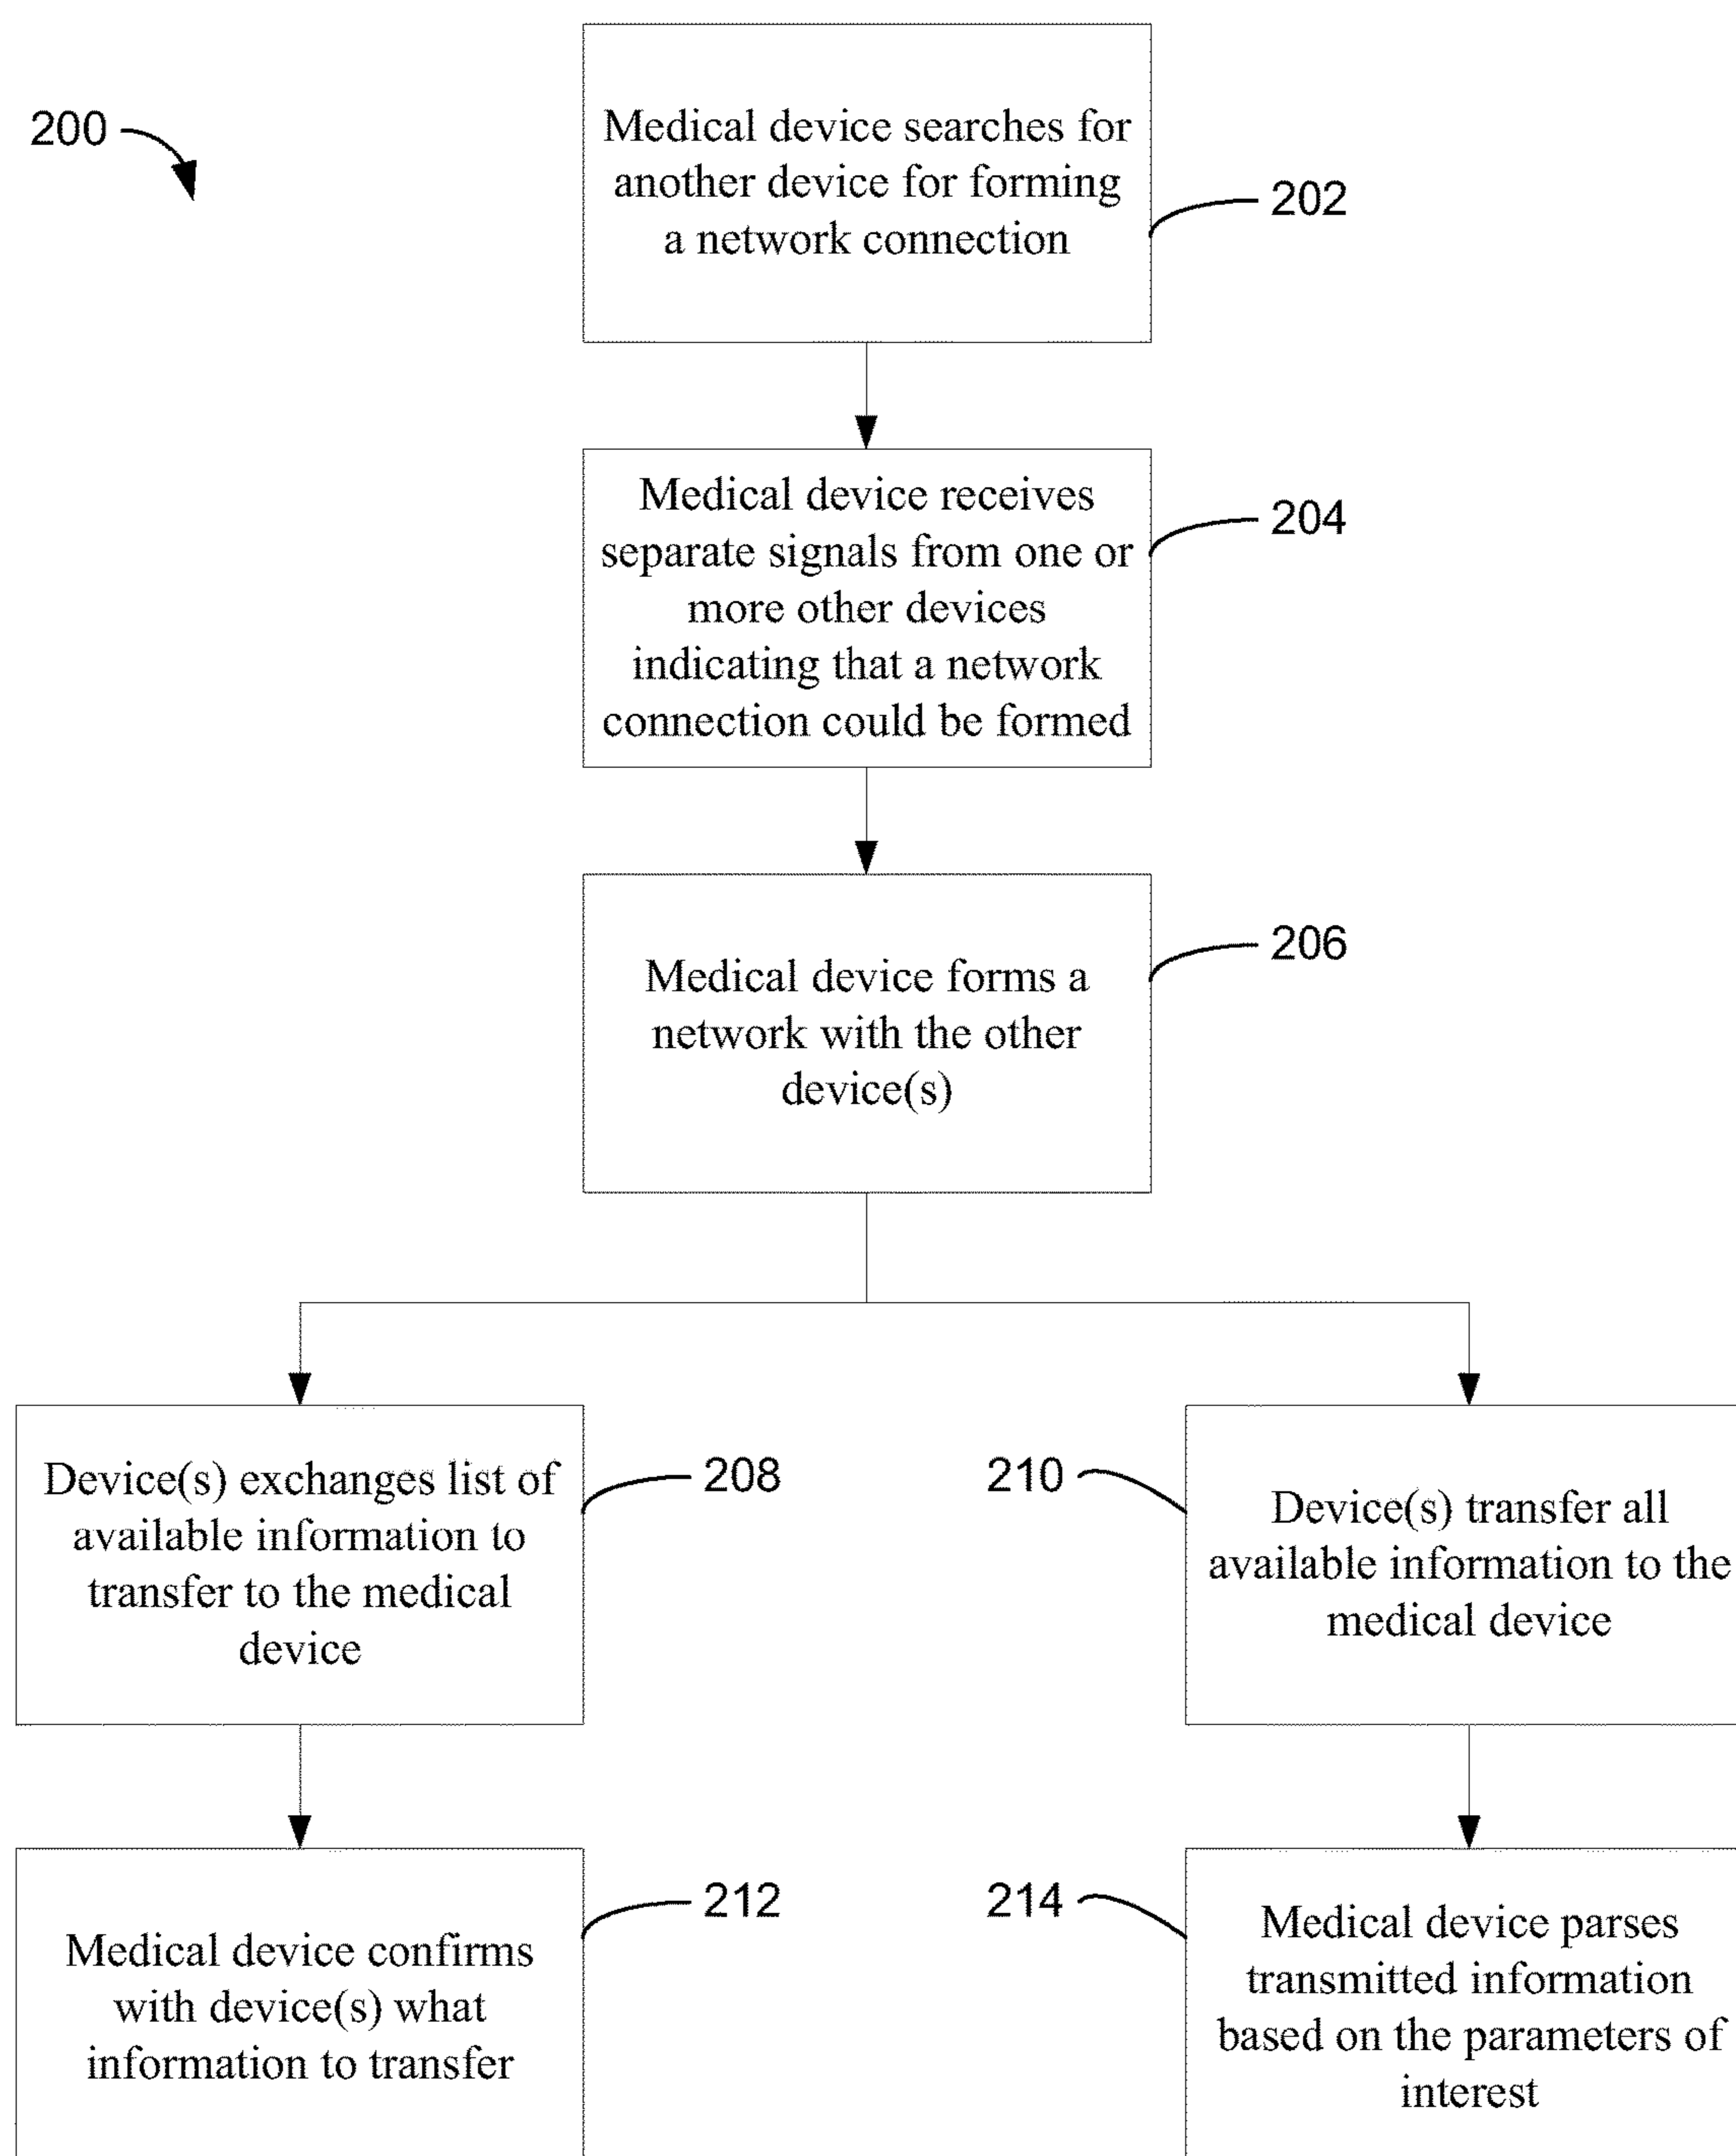 200
Medical device searches for
another device for forming
a network connection
202
Medical device receives
separate signals from one or
more other devices
indicating that a network
connection could be formed
204
Medical device forms a
network with the other
device(s)
206
Device(s) exchanges list of
available information to
transfer to the medical
device
208
210
Device(s) transfer all
available information to the
medical device
Medical device confirms
with device(s) what
information to transfer
212
214
Medical device parses
transmitted information
based on the parameters of
interest